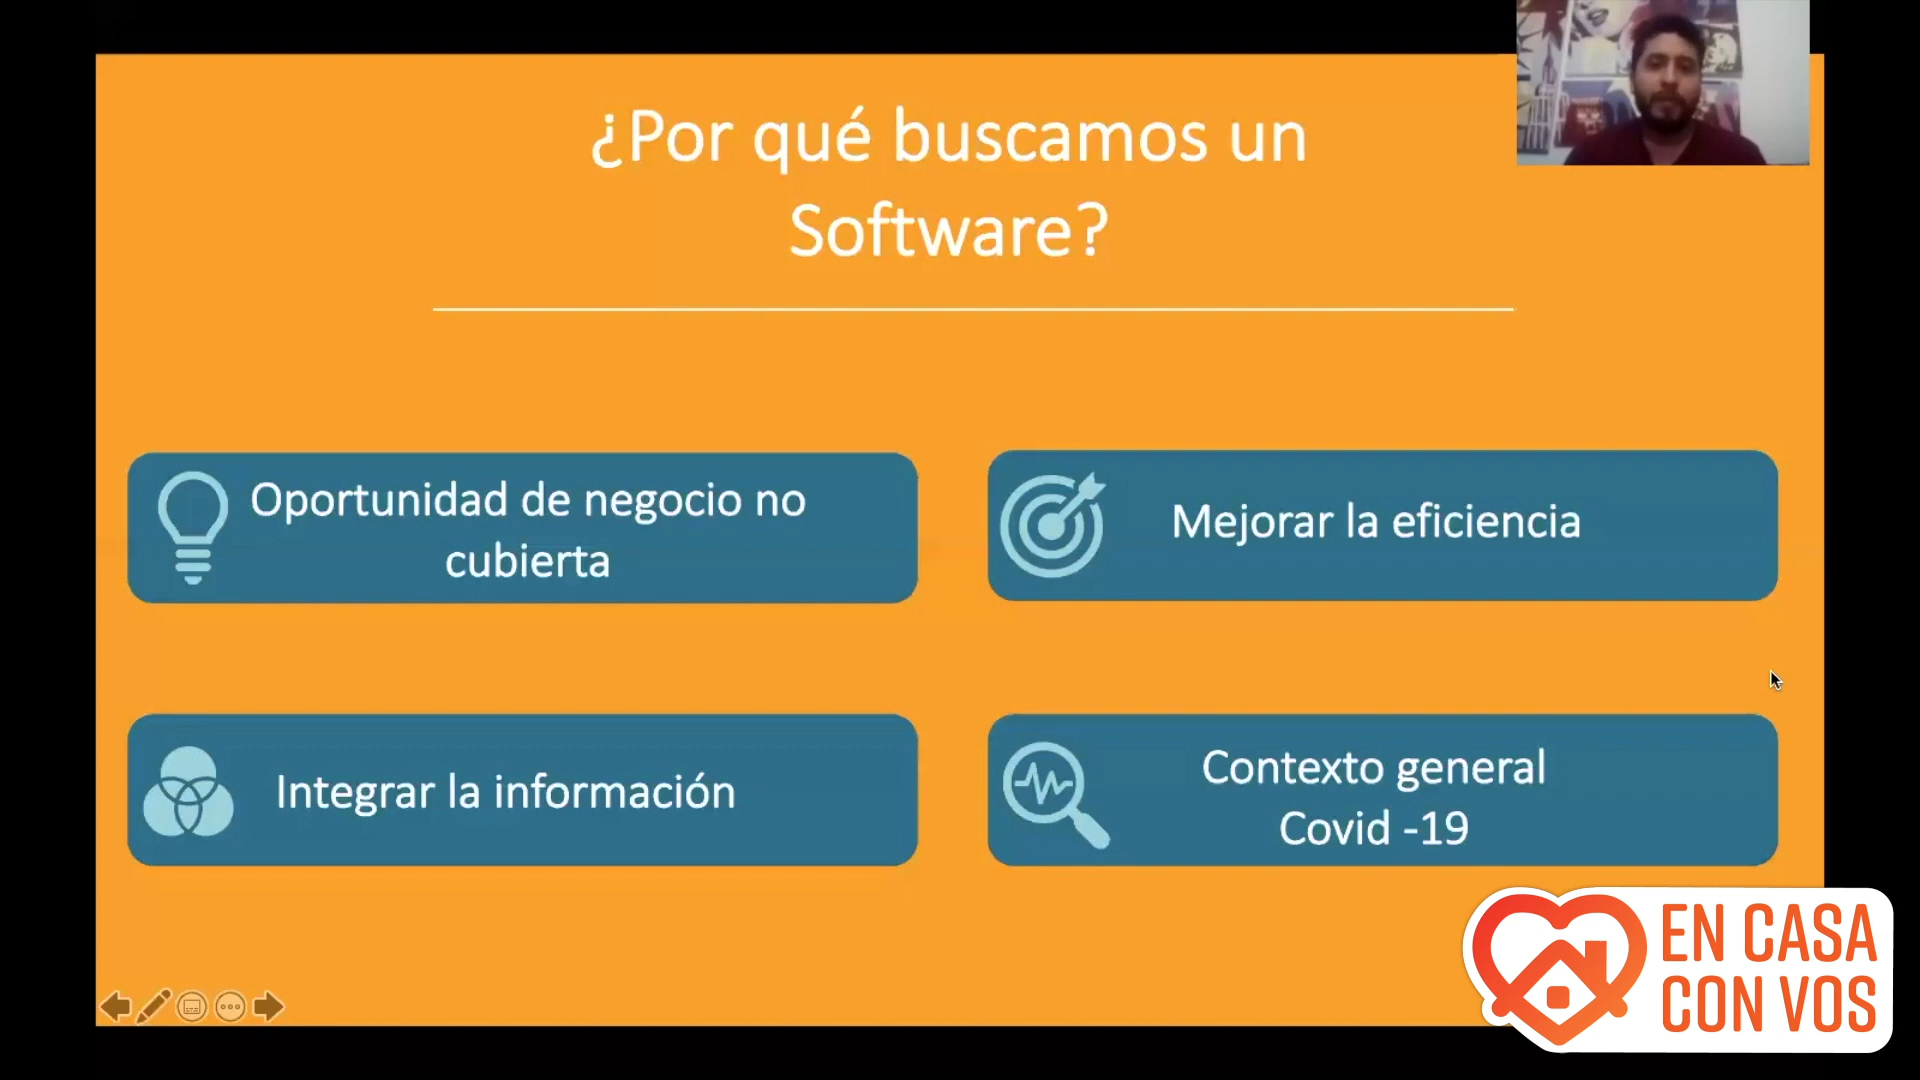 ¿Por qué buscamos un
Software?
Oportunidad de negocio no
cubierta
Mejorar la eficiencia
Integrar la información
Contexto general
Covid -19
EN CASA
CON VOS